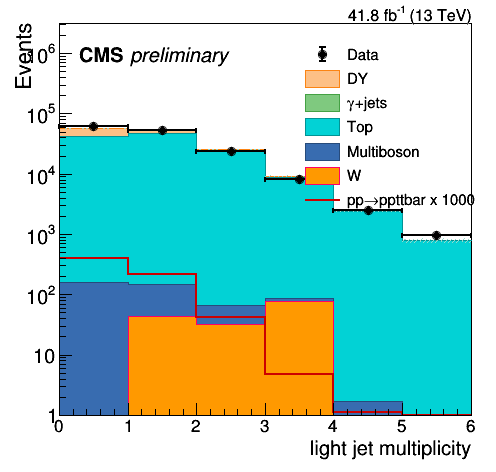 41.8 fb⁻¹ (13 TeV)
Events
CMS preliminary
Data
DY
γ+jets
Top
Multiboson
W
pp→ppttbar x 1000
10⁶
10⁵
10⁴
10³
10²
10
1
0 1 2 3 4 5 6
light jet multiplicity